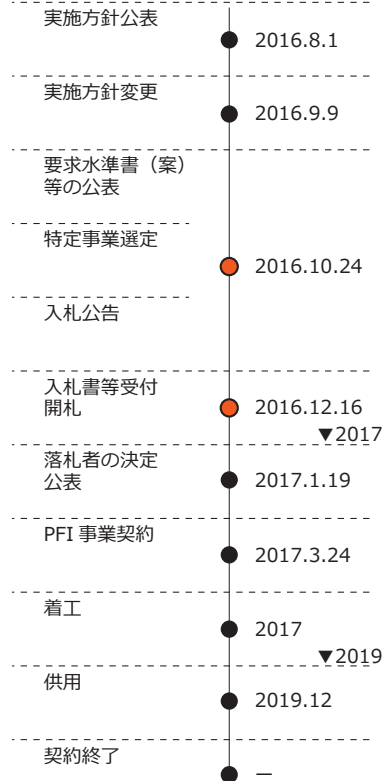 実施方針公表
2016.8.1
実施方針変更
2016.9.9
要求水準書（案）
等の公表
特定事業選定
2016.10.24
入札公告
入札書等受付
開札
2016.12.16
▼2017
落札者の決定
公表
2017.1.19
PFI 事業契約
2017.3.24
着工
2017
▼2019
供用
2019.12
契約終了
—